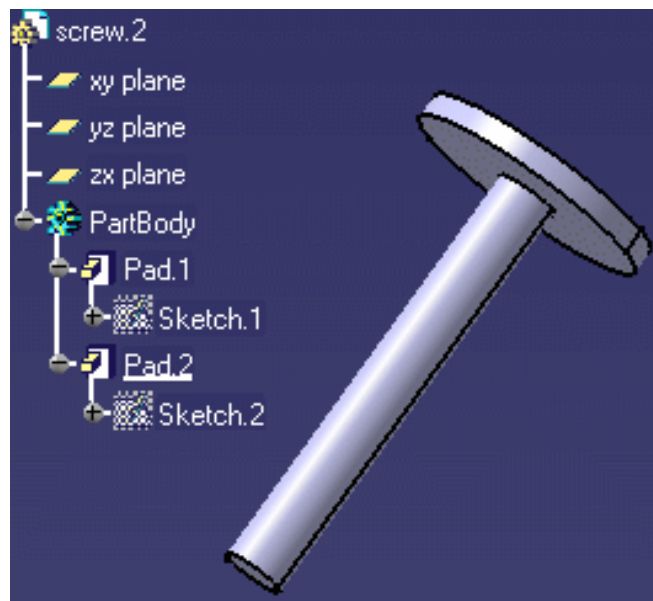 screw.2
xy plane
yz plane
zx plane
PartBody
Pad.1
Sketch.1
Pad.2
Sketch.2